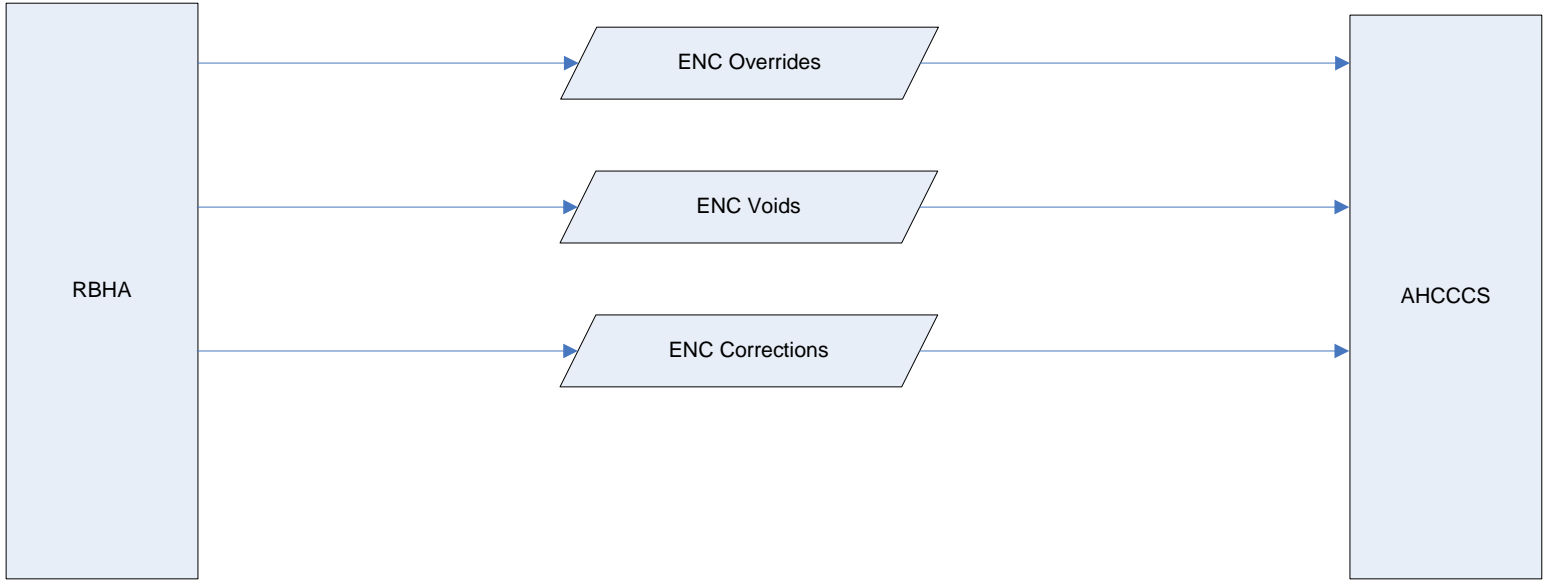 ENC Overrides
ENC Voids
RBHA
AHCCCS
ENC Corrections